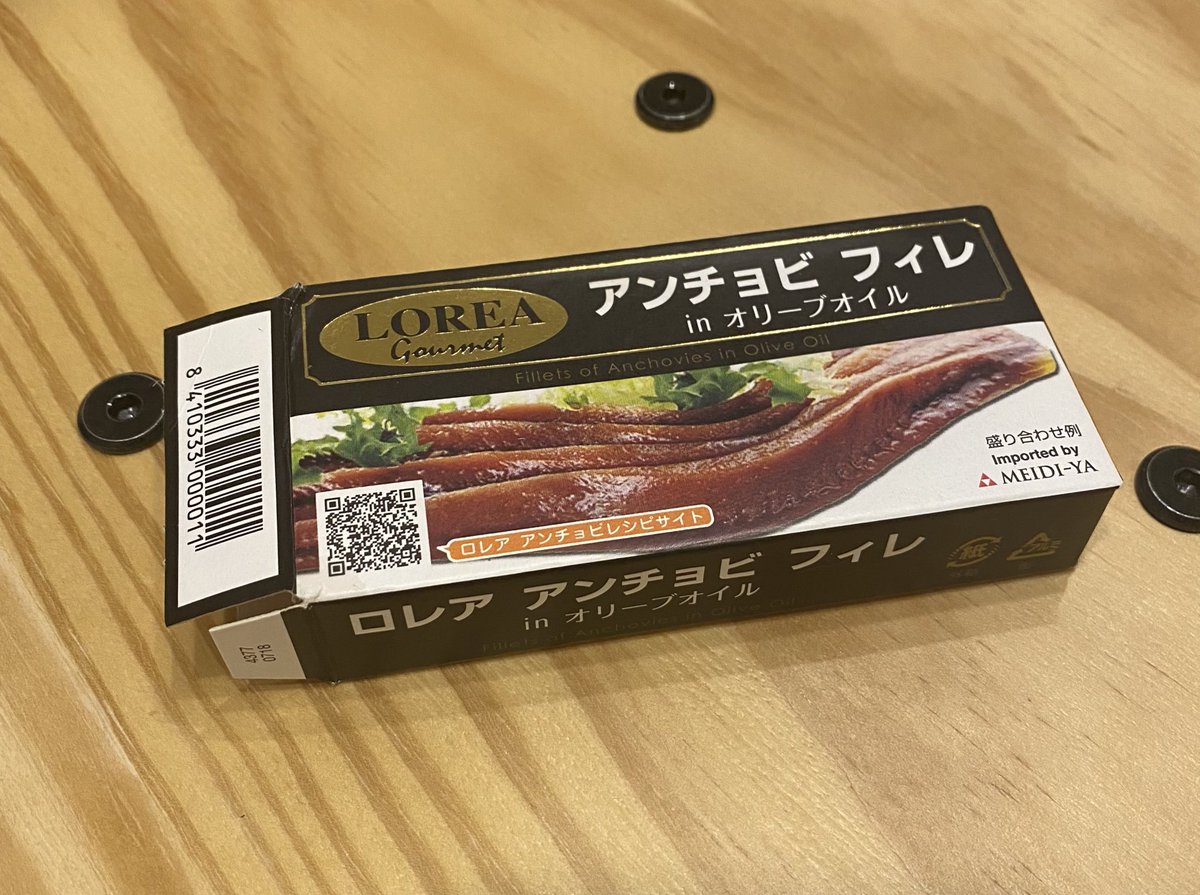 LOREA
Gourmet
アンチョビ フィレ
in オリーブオイル
Fillets of Anchovies in Olive Oil
盛り合わせ例
Imported by
MEIDI-YA
ロレア アンチョビレシピサイト
ロレア アンチョビ フィレ
in オリーブオイル
Fillets of Anchovies in Olive Oil
紙
8 410333 000011
4377
0718